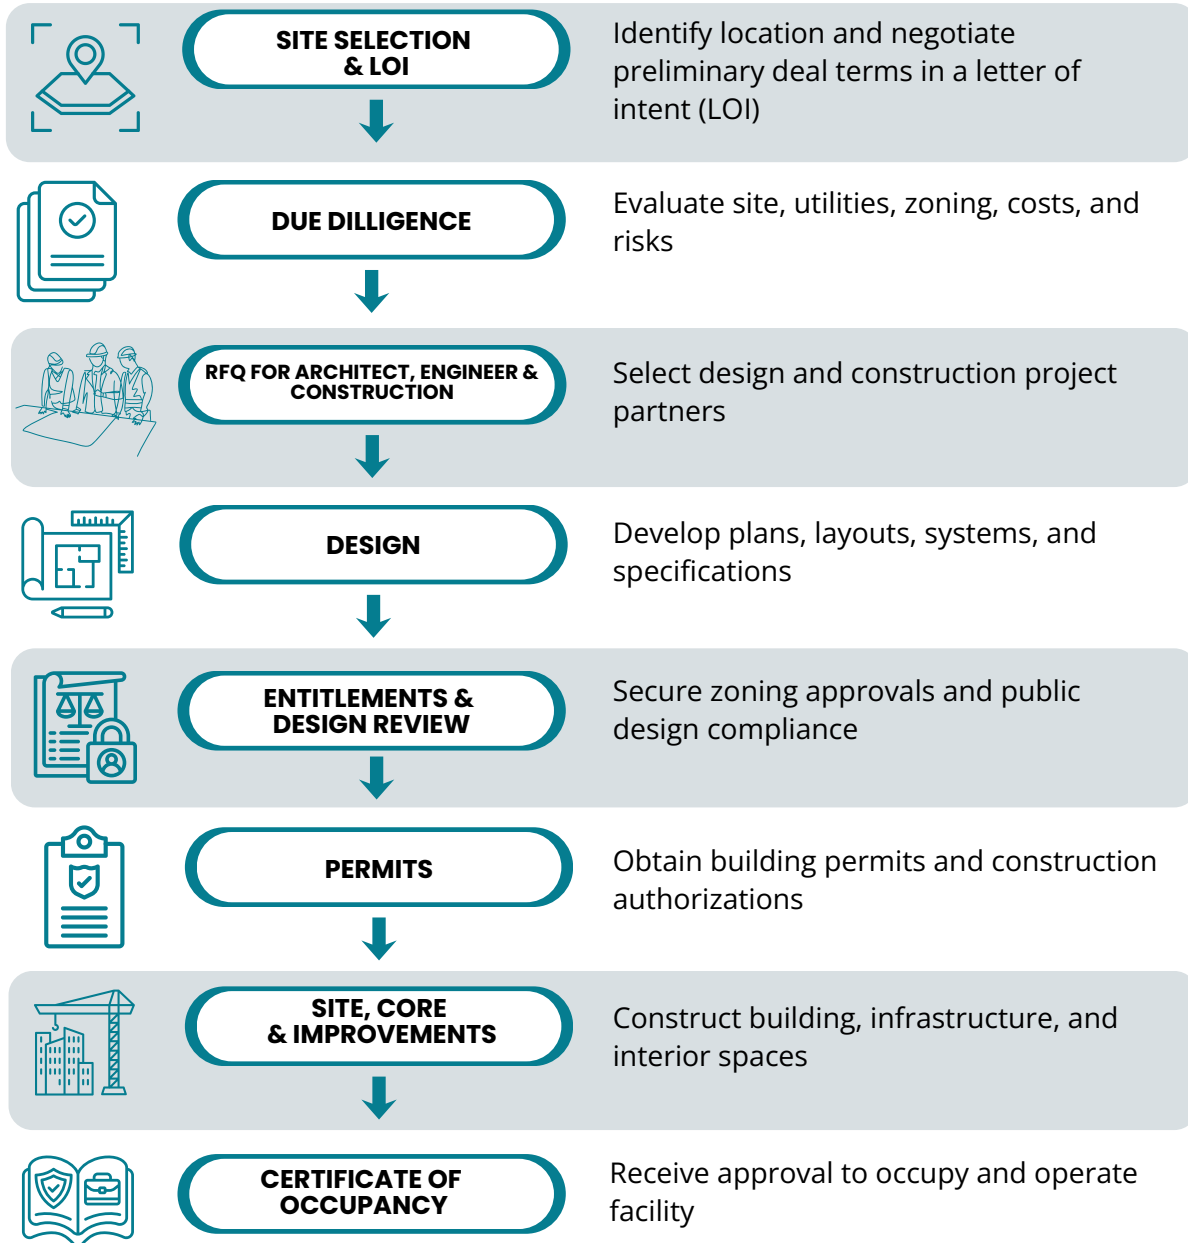 SITE SELECTION
& LOI
Identify location and negotiate
preliminary deal terms in a letter of
intent (LOI)
DUE DILLIGENCE
Evaluate site, utilities, zoning, costs, and
risks
RFQ FOR ARCHITECT, ENGINEER &
CONSTRUCTION
Select design and construction project
partners
DESIGN
Develop plans, layouts, systems, and
specifications
ENTITLEMENTS &
DESIGN REVIEW
Secure zoning approvals and public
design compliance
PERMITS
Obtain building permits and construction
authorizations
SITE, CORE
& IMPROVEMENTS
Construct building, infrastructure, and
interior spaces
CERTIFICATE OF
OCCUPANCY
Receive approval to occupy and operate
facility